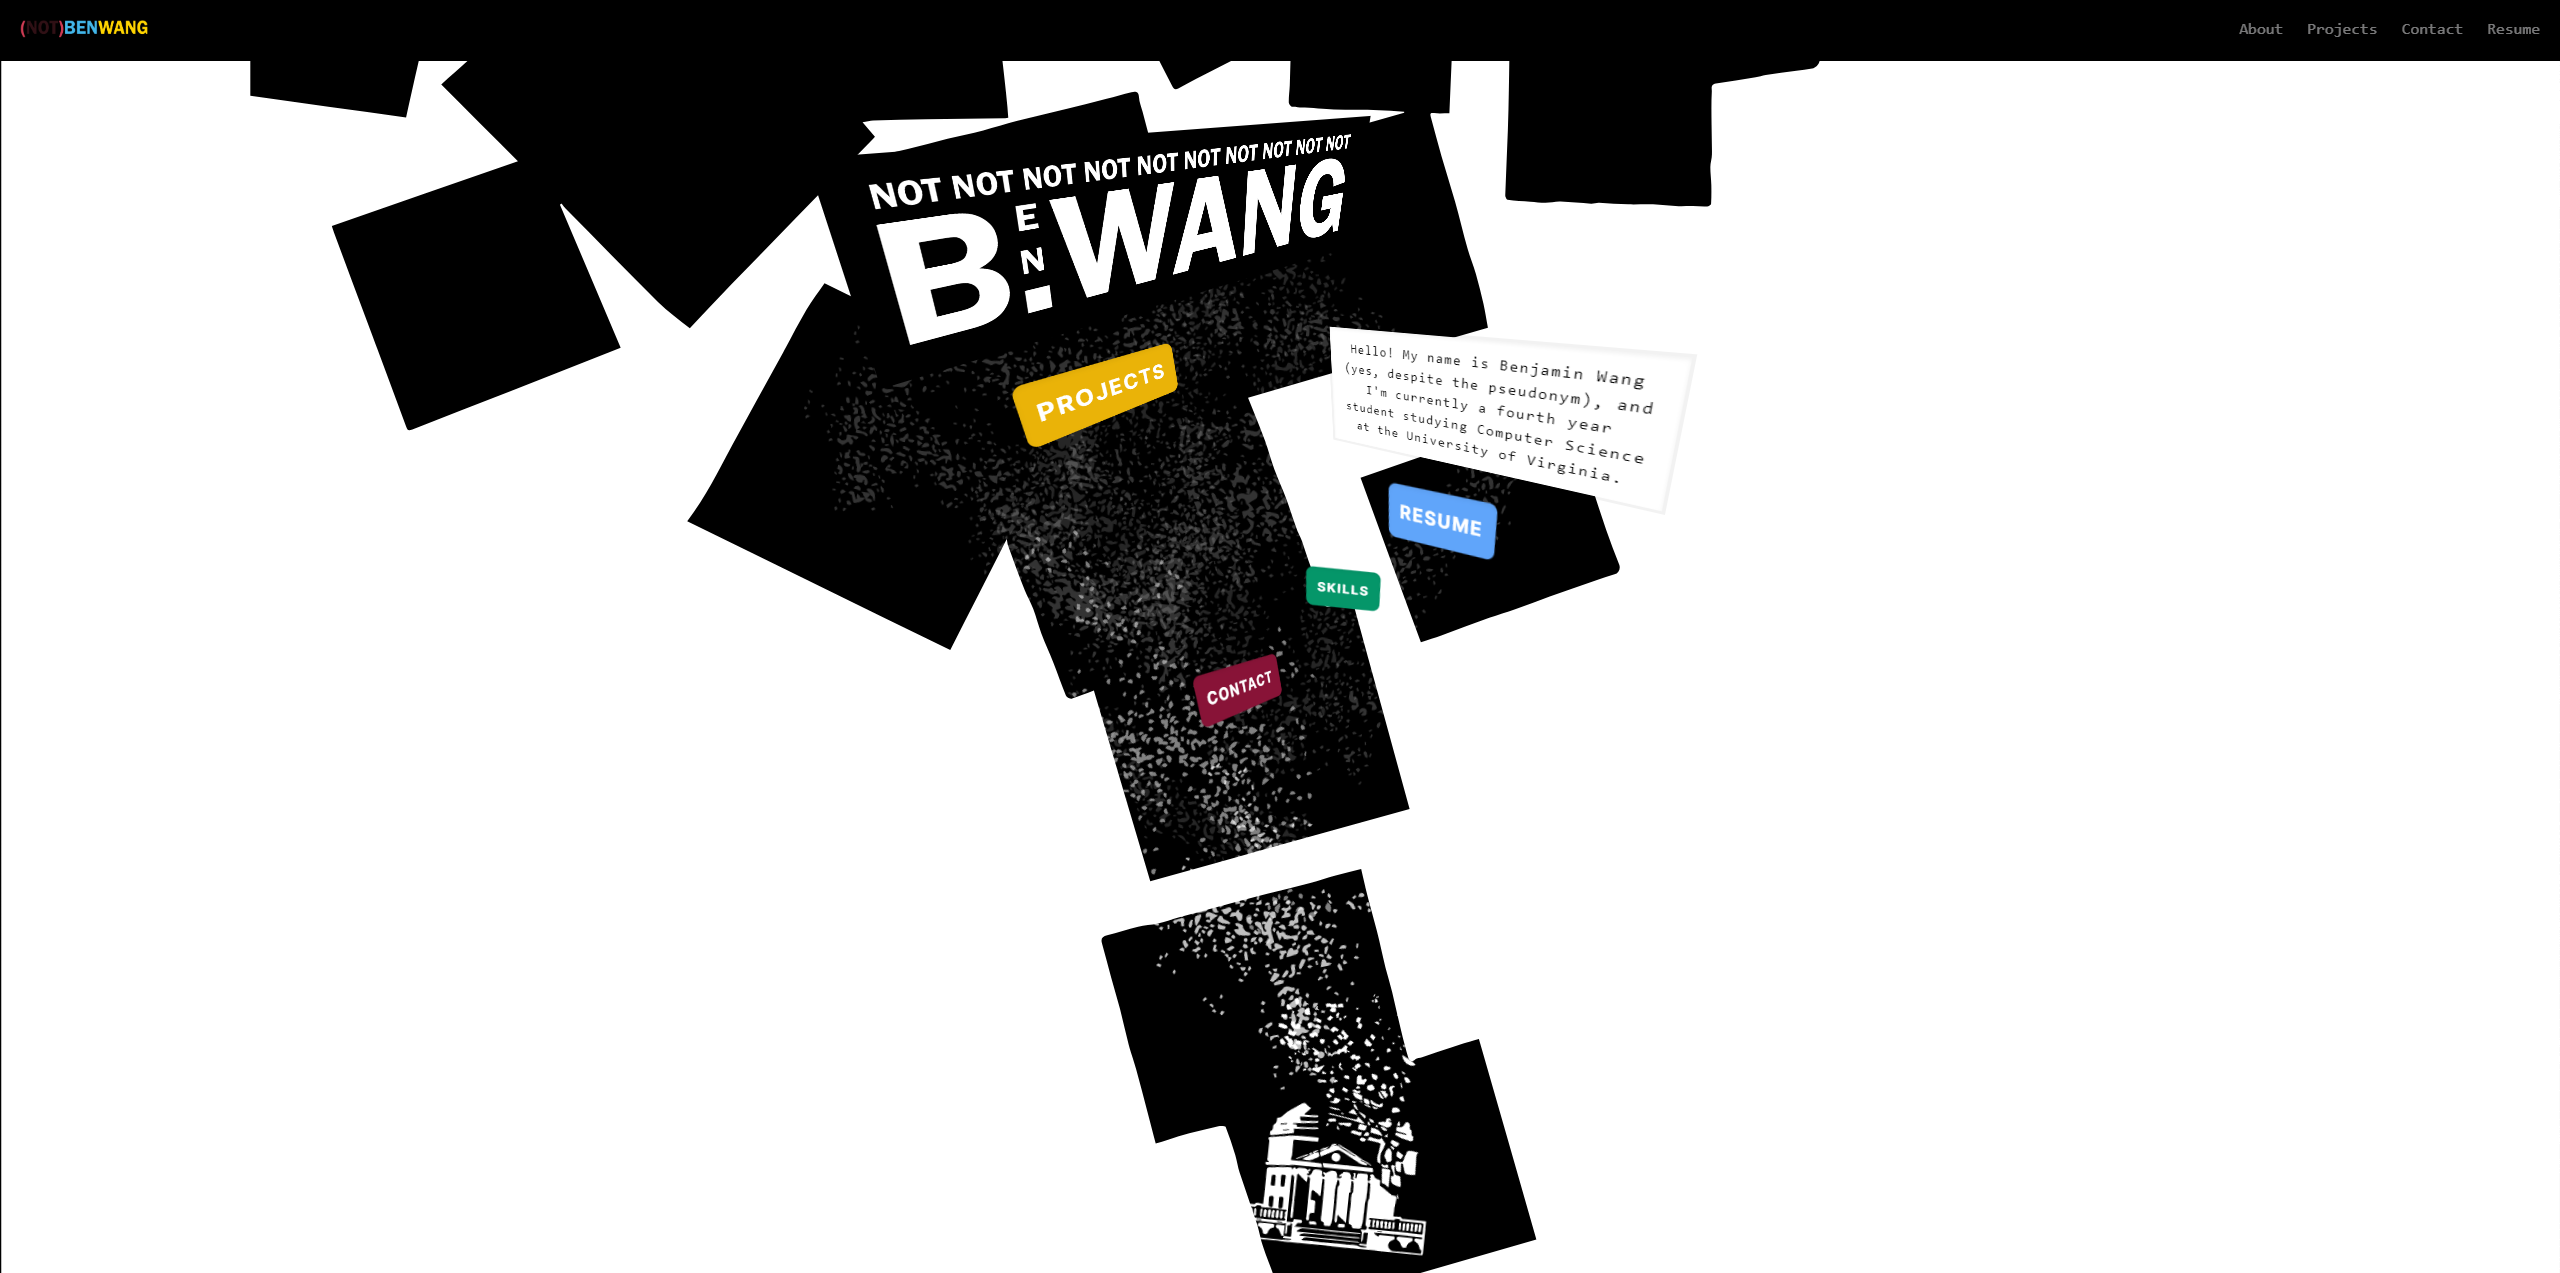 (NOT)BENWANG
About Projects Contact Resume
NOT NOT NOT NOT NOT NOT NOT NOT NOT NOT
B.EN WANG
PROJECTS
Hello! My name is Benjamin Wang
(yes, despite the pseudonym), and
I'm currently a fourth year
student studying Computer Science
at the University of Virginia.
RESUME
SKILLS
CONTACT